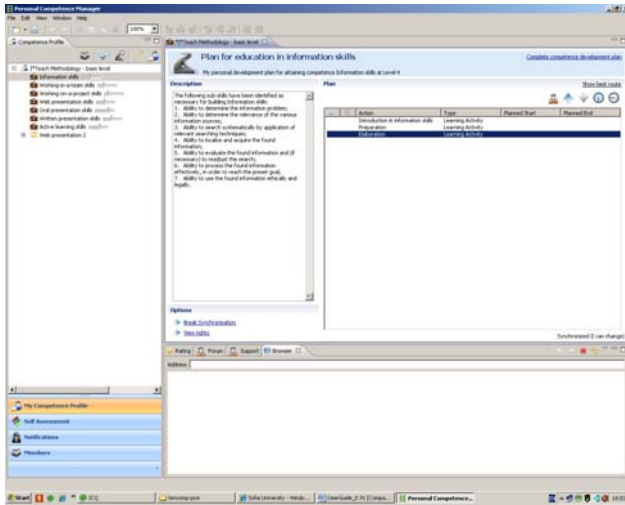 Personal Competence Manager
File Edit View Window Help
100%
Competence Profile
I*Teach Methodology - basic level
Information skills
Working on-a-team skills
Working on-a-project skills
Web presentation skills
Oral presentation skills
Written presentation skills
Active learning skills
Web presentation 2
My Competence Profile
Self Assessment
Notifications
Members
*I*Teach Methodology - basic level
Plan for education in information skills
Complete competence development plan
My personal development plan for attaining competence Information skills at Level 4
Description
The following sub-skills have been identified as
necessary for building Information skills:
1. Ability to determine the information problem;
2. Ability to determine the relevance of the various
information sources;
3. Ability to search systematically by application of
relevant searching techniques;
4. Ability to localise and acquire the found
information;
5. Ability to evaluate the found information and (if
necessary) to readjust the search;
6. Ability to process the found information
effectively, in order to reach the preset goal;
7. Ability to use the found information ethically and
legally.
Options
Break Synchronisation
View rights
Plan
Show best route
Action Type Planned Start Planned End
Introduction in information skills Learning Activity
Preparation Learning Activity
Elaboration Learning Activity
Synchronized (I can change)
Rating Forum Support Browser
Address
Start
ICQ
tencomp-pcm
Sofia University - Windo...
Personal Competence...